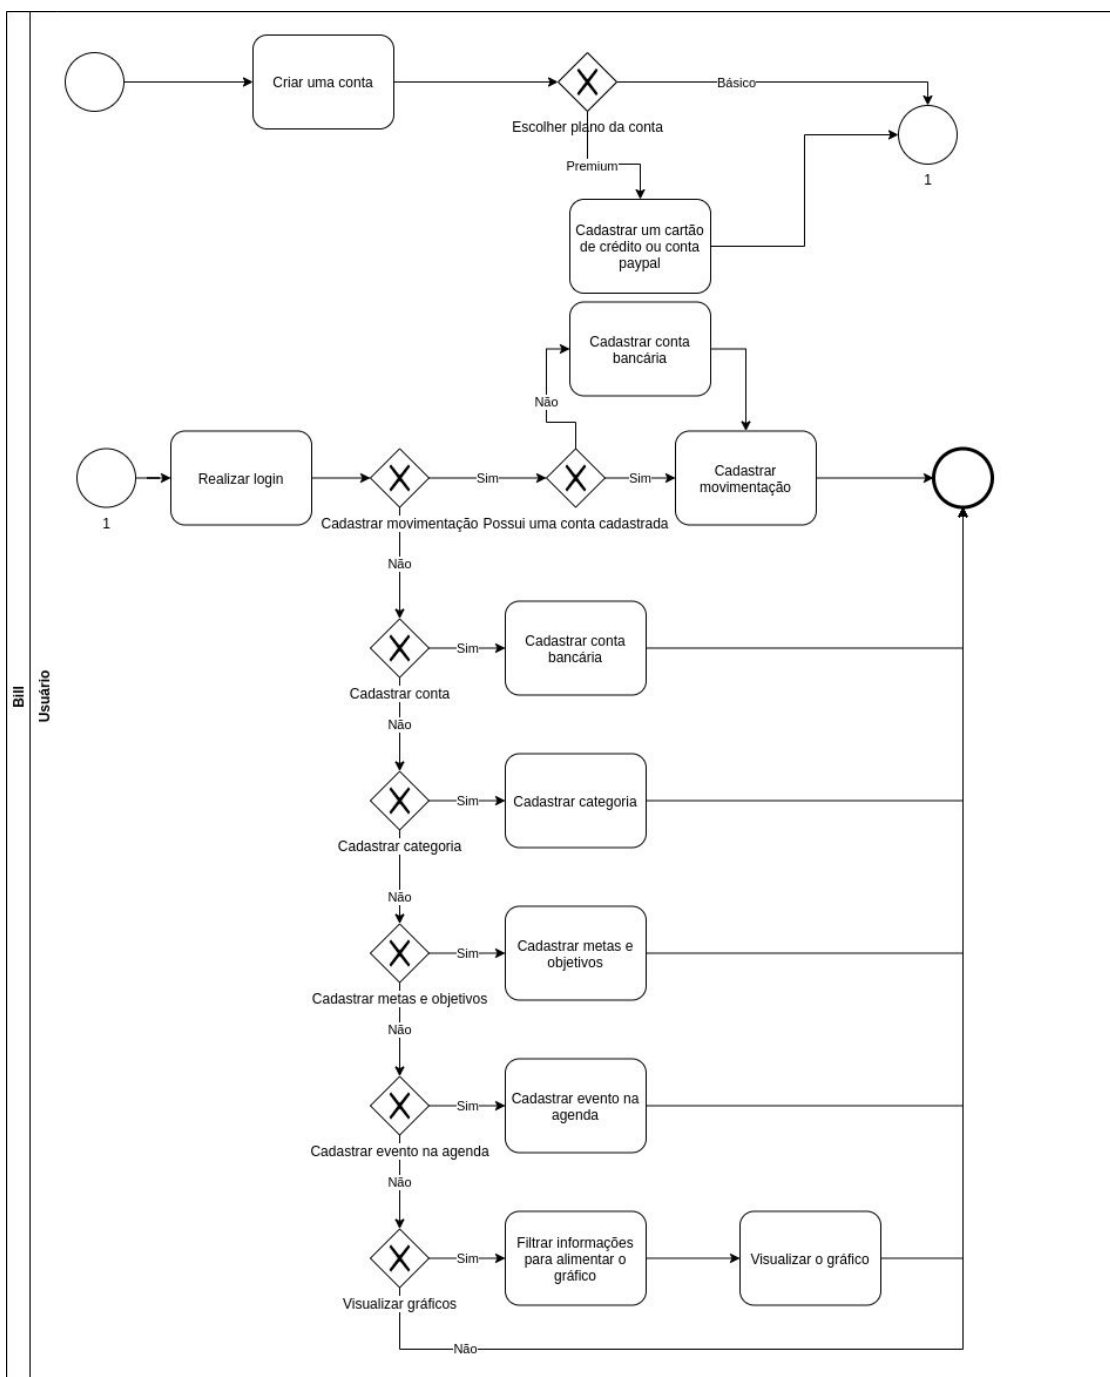 Bill
Usuário
Criar uma conta
Escolher plano da conta
Básico
1
Premium
Cadastrar um cartão
de crédito ou conta
paypal
Cadastrar conta
bancária
Não
1
Realizar login
Cadastrar movimentação
Sim
Possui uma conta cadastrada
Sim
Cadastrar
movimentação
Não
Cadastrar conta
Sim
Cadastrar conta
bancária
Não
Cadastrar categoria
Sim
Cadastrar categoria
Não
Cadastrar metas e objetivos
Sim
Cadastrar metas e
objetivos
Não
Cadastrar evento na agenda
Sim
Cadastrar evento na
agenda
Não
Visualizar gráficos
Sim
Filtrar informações
para alimentar o
gráfico
Visualizar o gráfico
Não